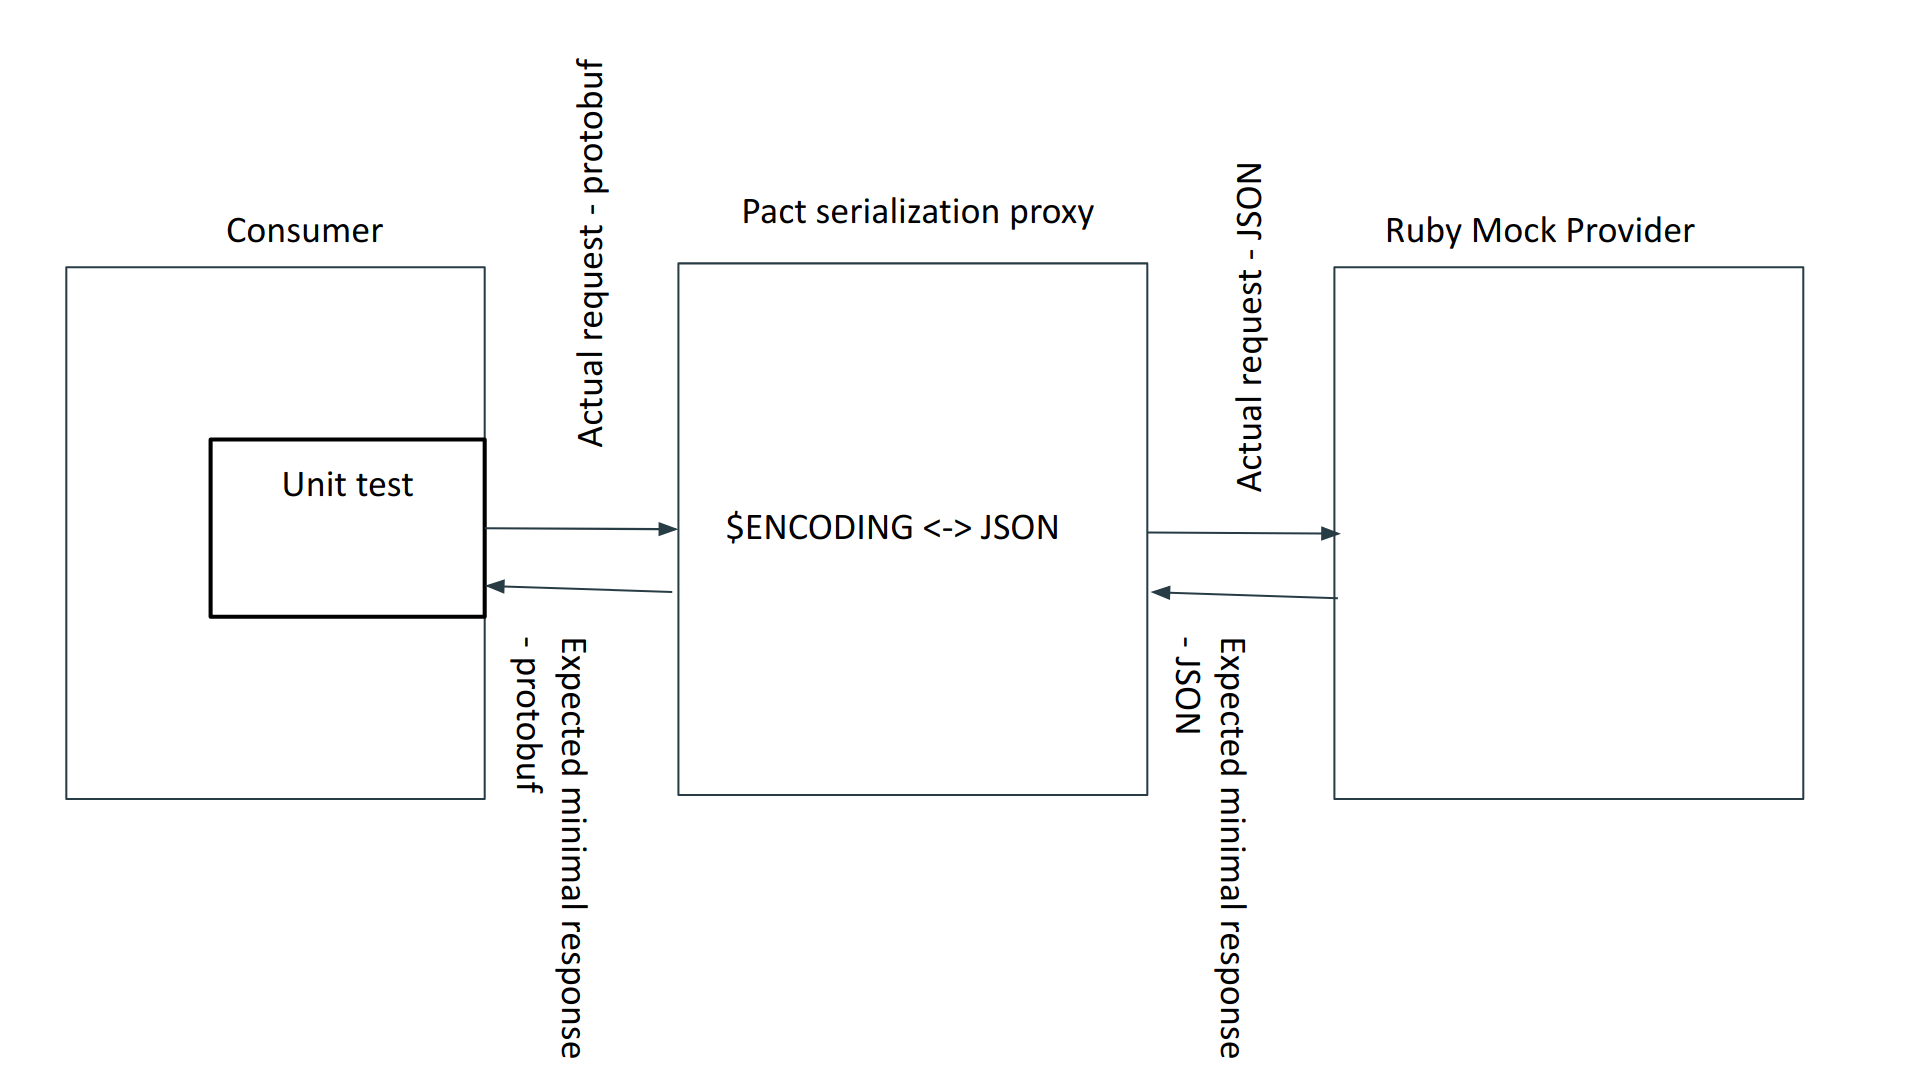 Actual request - protobuf
Actual request - JSON
Pact serialization proxy
Consumer
Ruby Mock Provider
Unit test
$ENCODING <-> JSON
Expected minimal response
- protobuf
Expected minimal response
- JSON